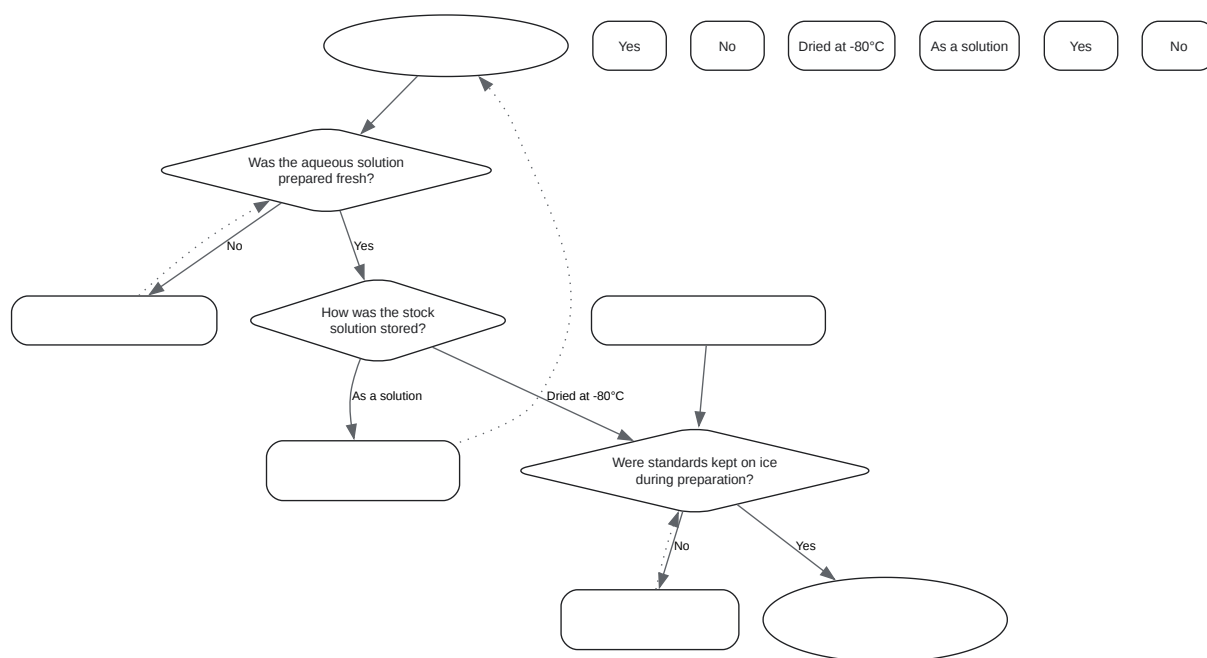 Yes
No
Dried at -80°C
As a solution
Yes
No
Was the aqueous solution
prepared fresh?
No
Yes
How was the stock
solution stored?
As a solution
Dried at -80°C
Were standards kept on ice
during preparation?
No
Yes